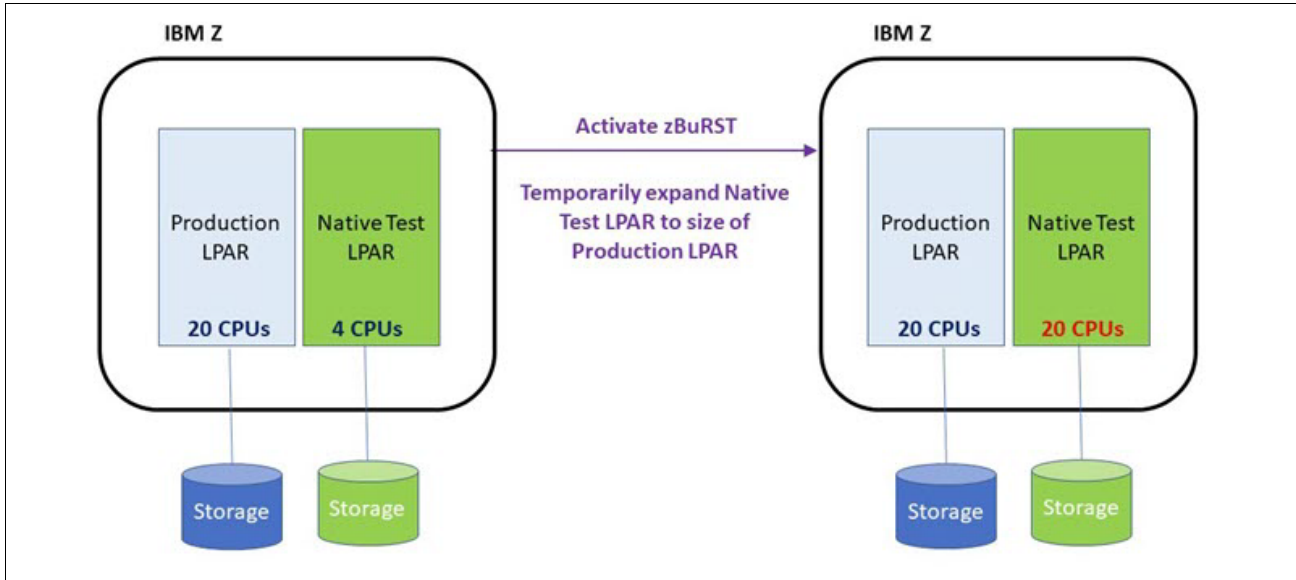 IBM Z
Production
LPAR
20 CPUs
Native Test
LPAR
4 CPUs
Storage
Storage
Activate zBuRST
Temporarily expand Native
Test LPAR to size of
Production LPAR
IBM Z
Production
LPAR
20 CPUs
Native Test
LPAR
20 CPUs
Storage
Storage